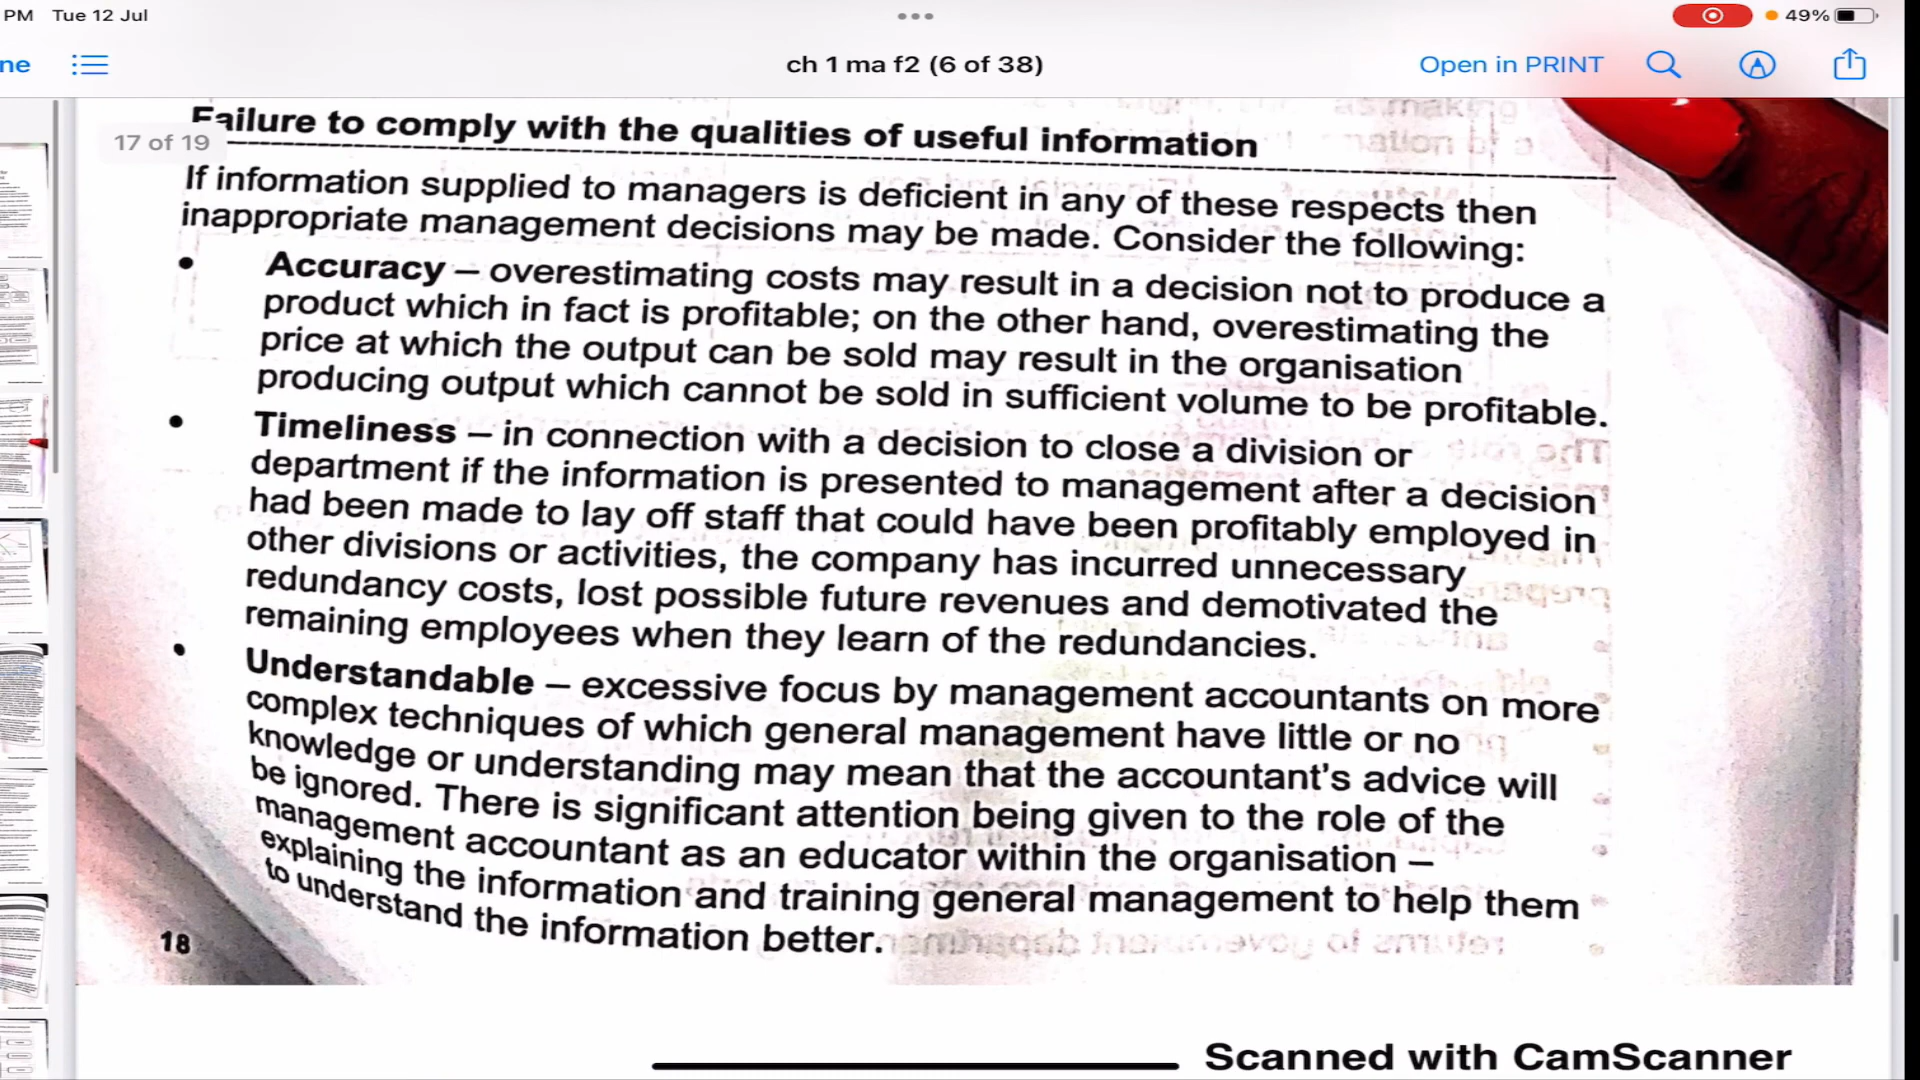 PM Tue 12 Jul
49%
ne
ch 1 ma f2 (6 of 38)
Open in PRINT
17 of 19
Failure to comply with the qualities of useful information
If information supplied to managers is deficient in any of these respects then
inappropriate management decisions may be made. Consider the following:
• Accuracy – overestimating costs may result in a decision not to produce a
product which in fact is profitable; on the other hand, overestimating the
price at which the output can be sold may result in the organisation
producing output which cannot be sold in sufficient volume to be profitable.
• Timeliness – in connection with a decision to close a division or
department if the information is presented to management after a decision
had been made to lay off staff that could have been profitably employed in
other divisions or activities, the company has incurred unnecessary
redundancy costs, lost possible future revenues and demotivated the
remaining employees when they learn of the redundancies.
• Understandable – excessive focus by management accountants on more
complex techniques of which general management have little or no
knowledge or understanding may mean that the accountant's advice will
be ignored. There is significant attention being given to the role of the
management accountant as an educator within the organisation –
explaining the information and training general management to help them
to understand the information better.
18
Scanned with CamScanner